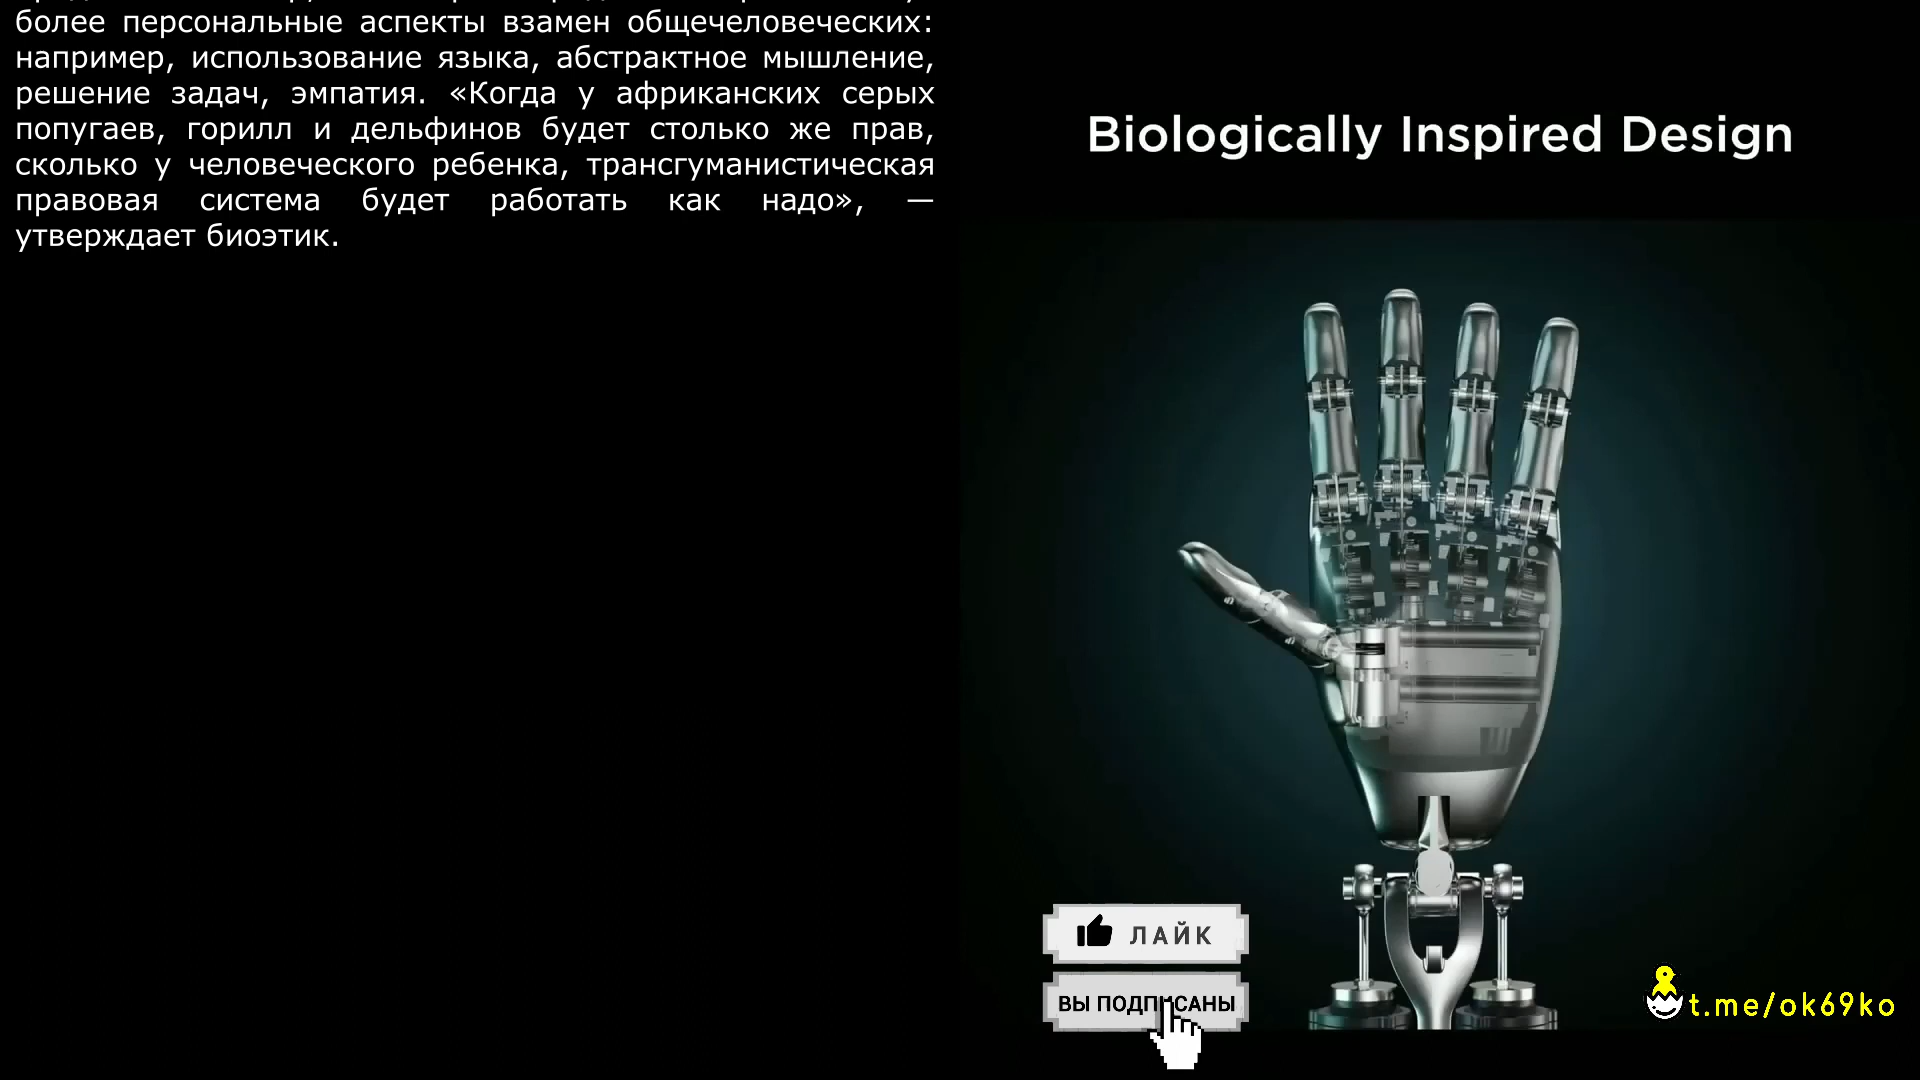 более персональные аспекты взамен общечеловеческих:
например, использование языка, абстрактное мышление,
решение задач, эмпатия. «Когда у африканских серых
попугаев, горилл и дельфинов будет столько же прав,
сколько у человеческого ребенка, трансгуманистическая
правовая система будет работать как надо», —
утверждает биоэтик.
Biologically Inspired Design
ЛАЙК
ВЫ ПОДПИСАНЫ
t.me/ok69ko